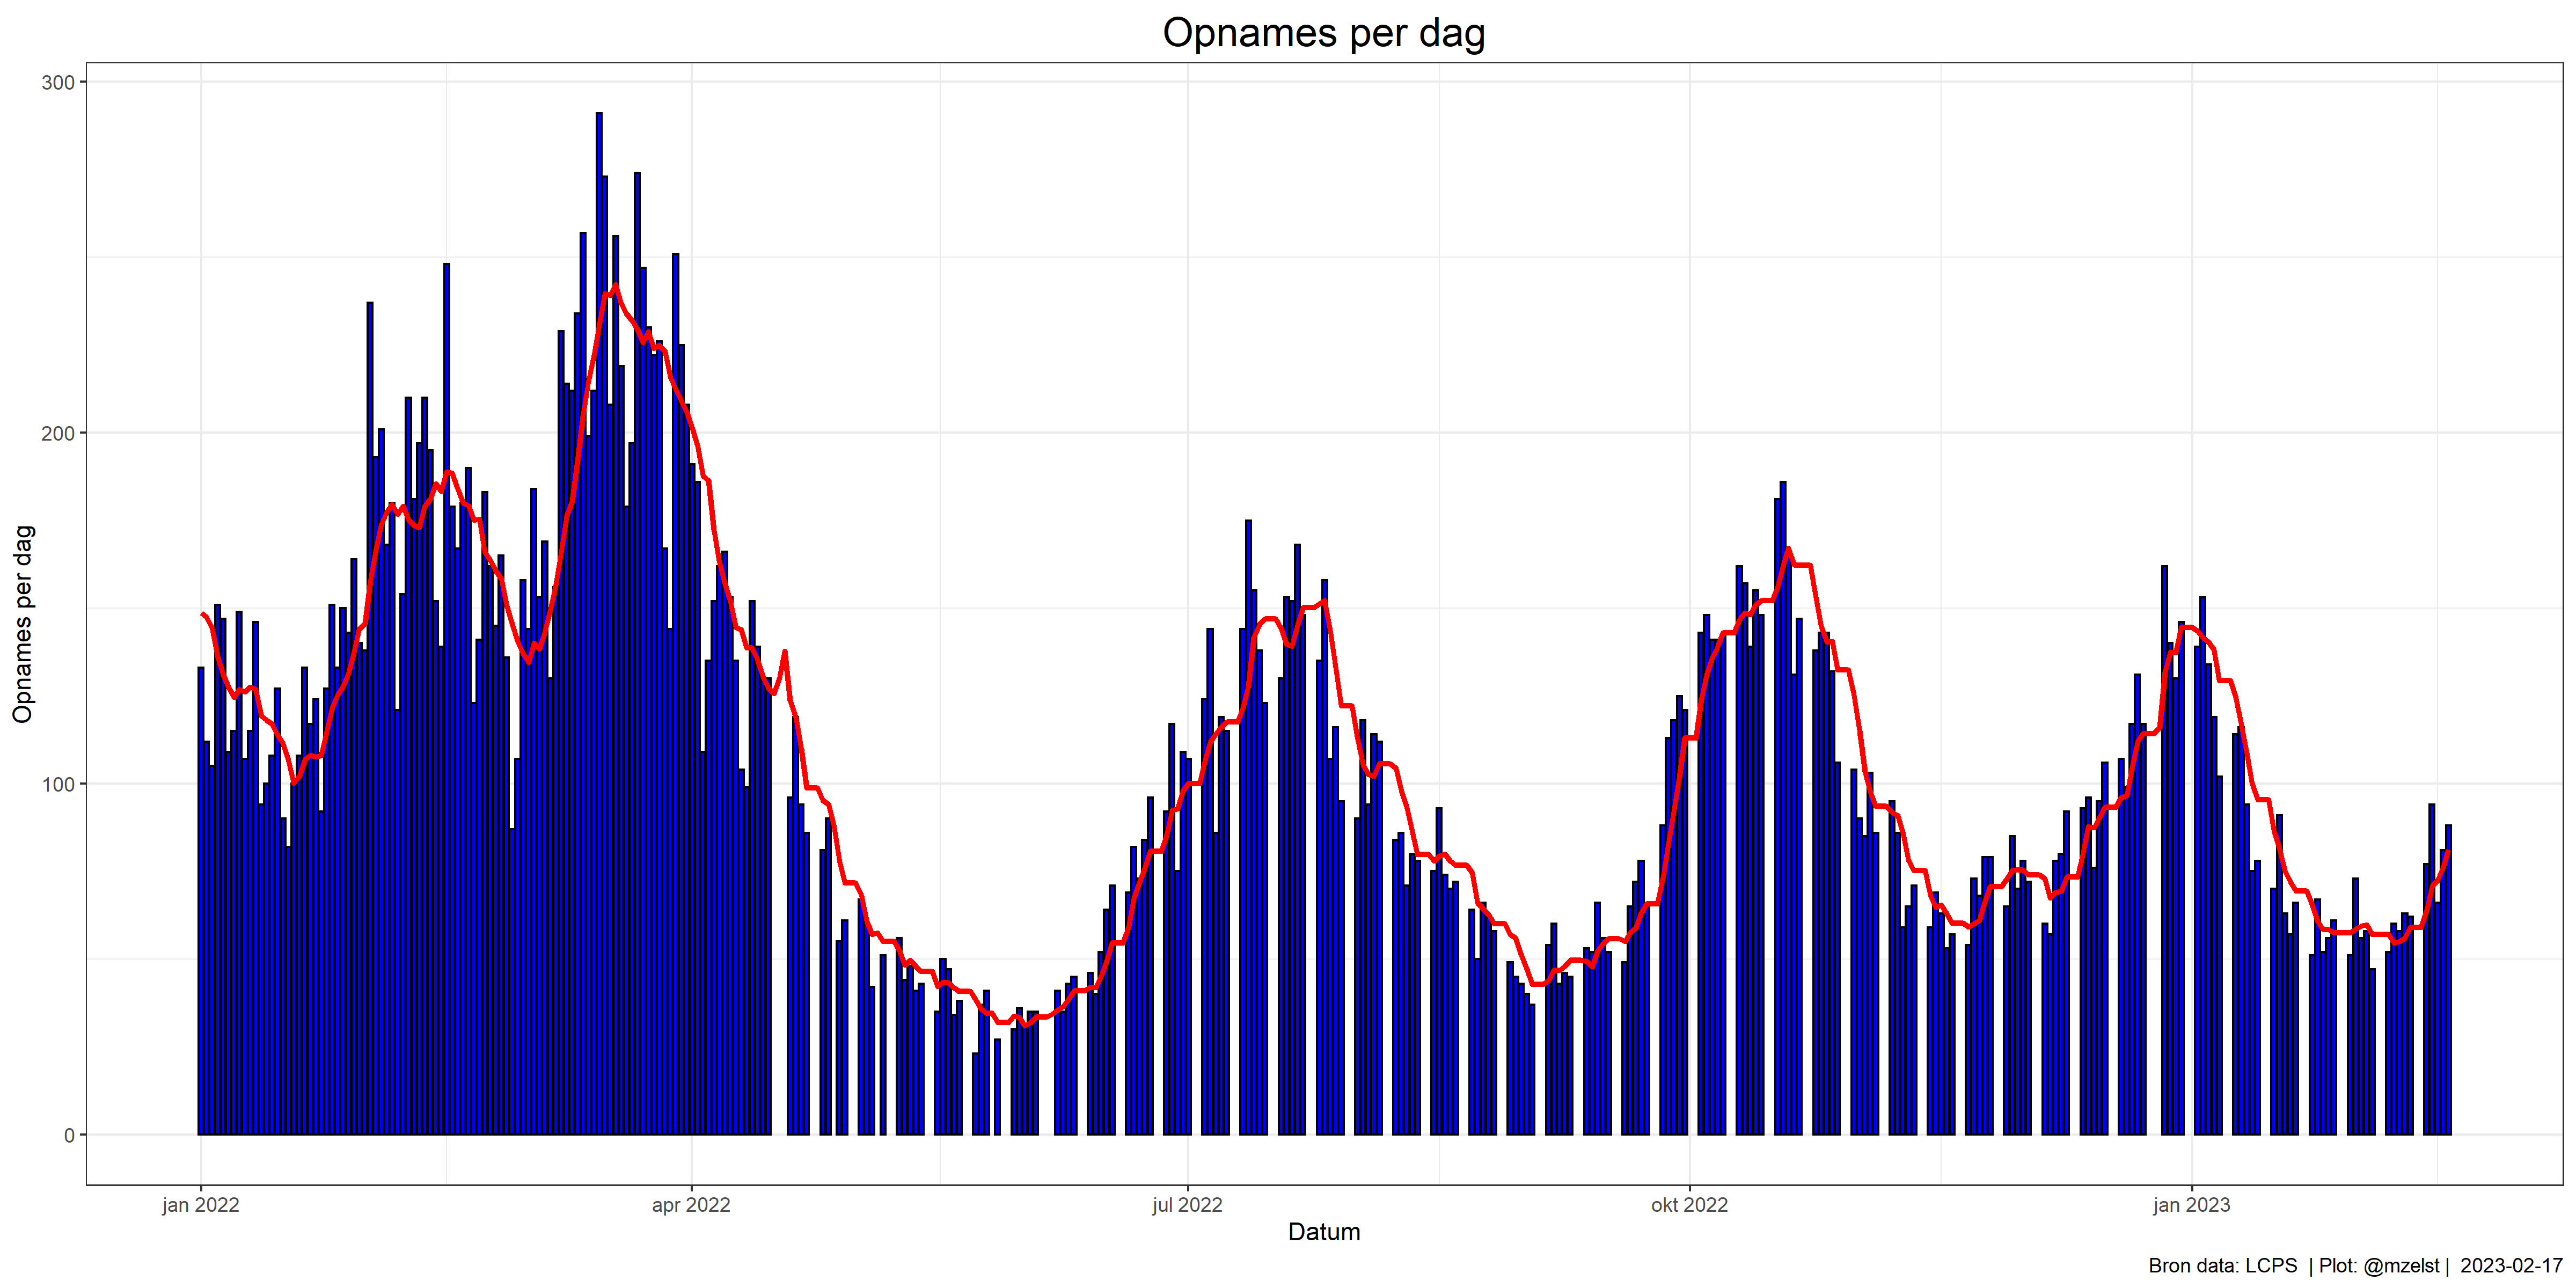 Opnames per dag
300
200
100
0
Opnames per dag
jan 2022
apr 2022
jul 2022
okt 2022
jan 2023
Datum
Bron data: LCPS | Plot: @mzelst | 2023-02-17